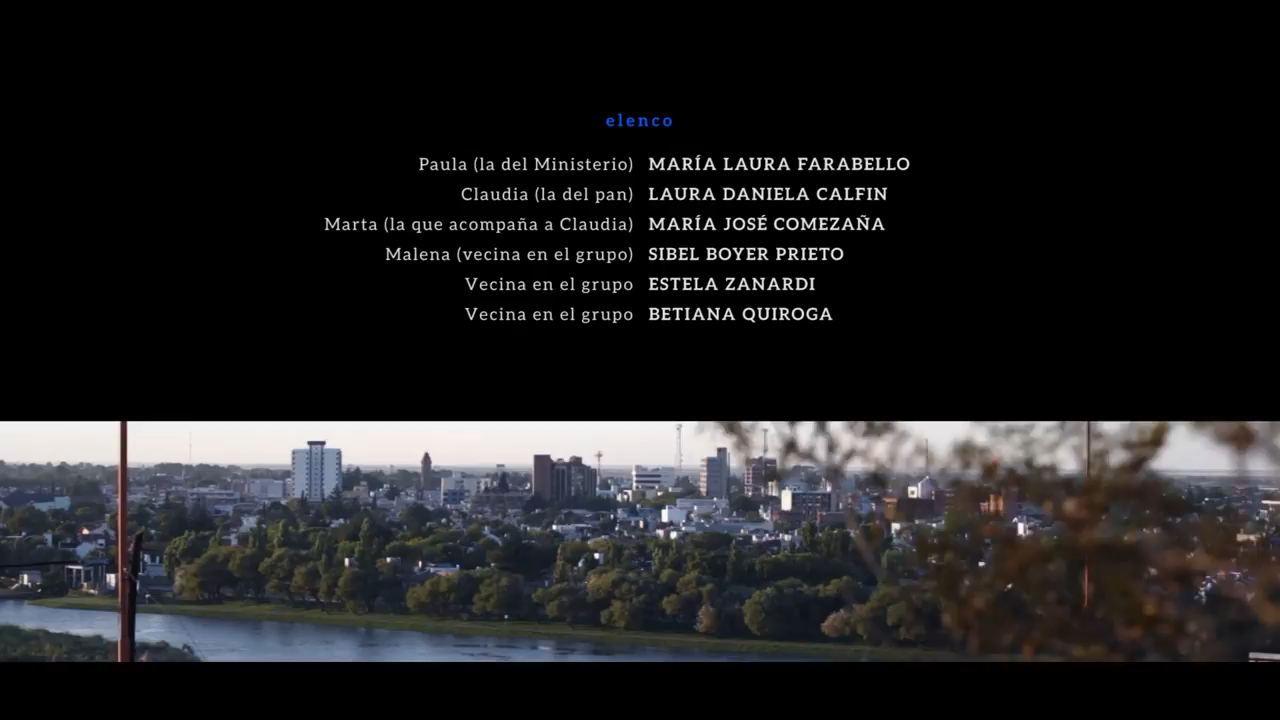 elenco
Paula (la del Ministerio) MARÍA LAURA FARABELLO
Claudia (la del pan) LAURA DANIELA CALFIN
Marta (la que acompaña a Claudia) MARÍA JOSÉ COMEZAÑA
Malena (vecina en el grupo) SIBEL BOYER PRIETO
Vecina en el grupo ESTELA ZANARDI
Vecina en el grupo BETIANA QUIROGA